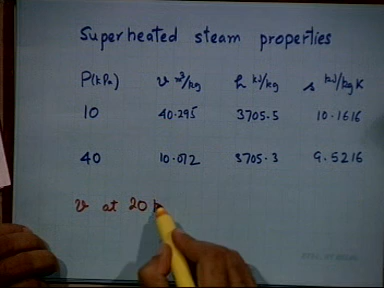 Superheated steam properties
P(kPa) v m³/kg h kJ/kg s kJ/kg K
10 40.295 3705.5 10.1616
40 10.072 3705.3 9.5216
v at 20